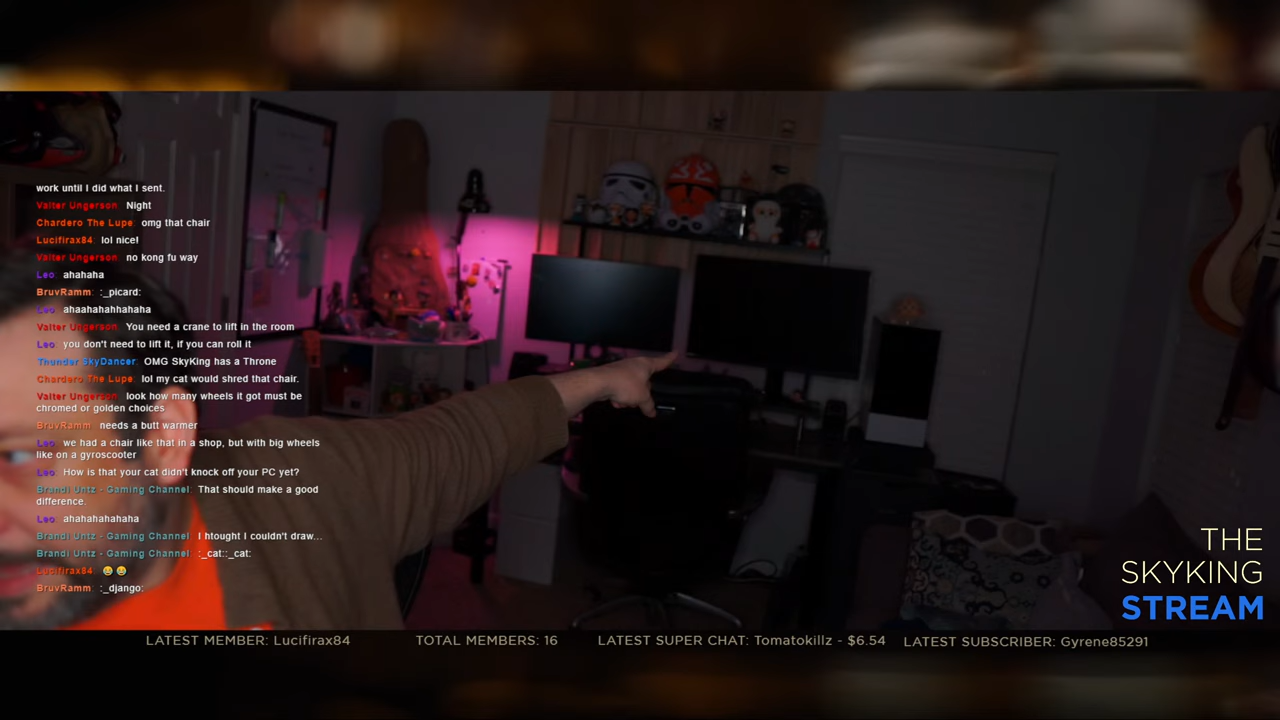 work until I did what I sent.
Valter Ungerson: Night
Chardero The Lupe: omg that chair
Lucifirax84: lol nice!
Valter Ungerson: no kong fu way
Leo: ahahaha
BruvRamm: :_picard:
Leo: ahaahahahhahaha
Valter Ungerson: You need a crane to lift in the room
Leo: you don't need to lift it, if you can roll it
Thunder SkyDancer: OMG SkyKing has a Throne
Chardero The Lupe: lol my cat would shred that chair.
Valter Ungerson: look how many wheels it got must be
chromed or golden choices
BruvRamm: needs a butt warmer
Leo: we had a chair like that in a shop, but with big wheels
like on a gyroscooter
Leo: How is that your cat didn't knock off your PC yet?
Brandi Untz - Gaming Channel: That should make a good
difference.
Leo: ahahahahahaha
Brandi Untz - Gaming Channel: I htought I couldn't draw...
Brandi Untz - Gaming Channel: :_cat::_cat:
Lucifirax84: 😂 😂
BruvRamm: :_django:
THE
SKYKING
STREAM
LATEST MEMBER: Lucifirax84 TOTAL MEMBERS: 16 LATEST SUPER CHAT: Tomatokillz - $6.54 LATEST SUBSCRIBER: Gyrene85291